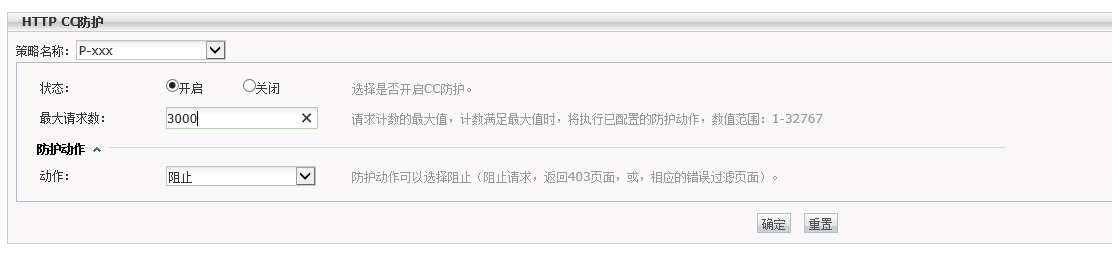 HTTP CC防护
策略名称: P-xxx
状态: 开启 关闭 选择是否开启CC防护。
最大请求数: 3000 请求计数的最大值，计数满足最大值时，将执行已配置的防护动作，数值范围：1-32767
防护动作
动作: 阻止 防护动作可以选择阻止（阻止请求，返回403页面，或，相应的错误过滤页面）。
确定 重置